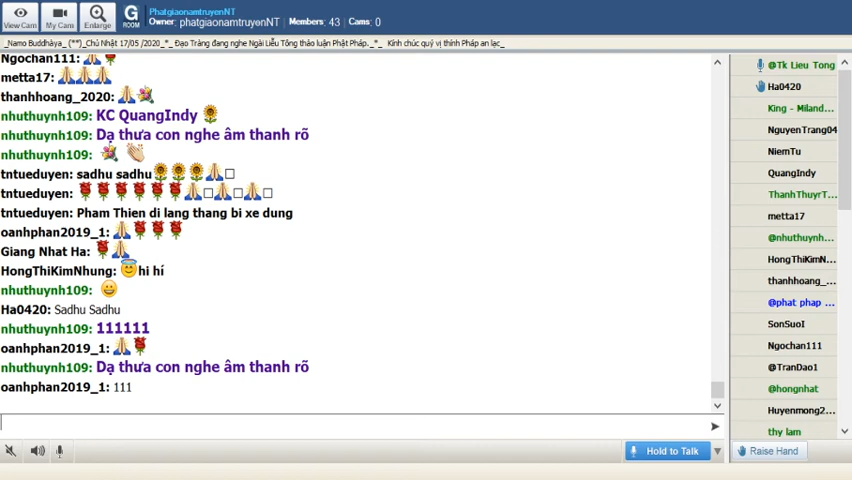 View Cam
My Cam
Enlarge
G
ROOM
PhatgiaonamtruyenNT
Owner: phatgiaonamtruyenNT Members: 43 Cams: 0
_Namo Buddhàya_ (**)_Chủ Nhật 17/05 /2020_*_ Đạo Tràng đang nghe Ngài Liễu Tông thảo luận Phật Pháp._*_ Kính chúc quý vị thính Pháp an lạc_
Ngochan111:
metta17:
thanhhoang_2020:
nhuthuynh109: KC QuangIndy
nhuthuynh109: Dạ thưa con nghe âm thanh rõ
nhuthuynh109:
tntueduyen: sadhu sadhu
tntueduyen:
tntueduyen: Pham Thien di lang thang bi xe dung
oanhphan2019_1:
Giang Nhat Ha:
HongThiKimNhung: hi hí
nhuthuynh109:
Ha0420: Sadhu Sadhu
nhuthuynh109: 111111
oanhphan2019_1:
nhuthuynh109: Dạ thưa con nghe âm thanh rõ
oanhphan2019_1: 111
@Tk Lieu Tong
Ha0420
King - Miland...
NguyenTrang04
NiemTu
QuangIndy
ThanhThuyrT...
metta17
@nhuthuynh...
HongThiKimN...
thanhhoang_...
@phat phap ...
SonSuoI
Ngochan111
@TranDao1
@hongnhat
Huyenmong2...
thy lam
Hold to Talk
Raise Hand